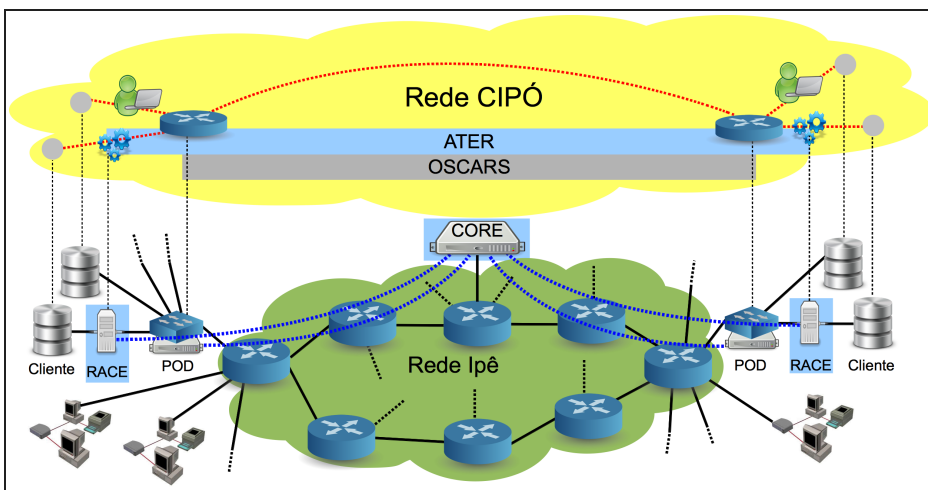 Rede CIPÓ
ATER
OSCARS
CORE
Rede Ipê
Cliente
RACE
POD
POD
RACE
Cliente